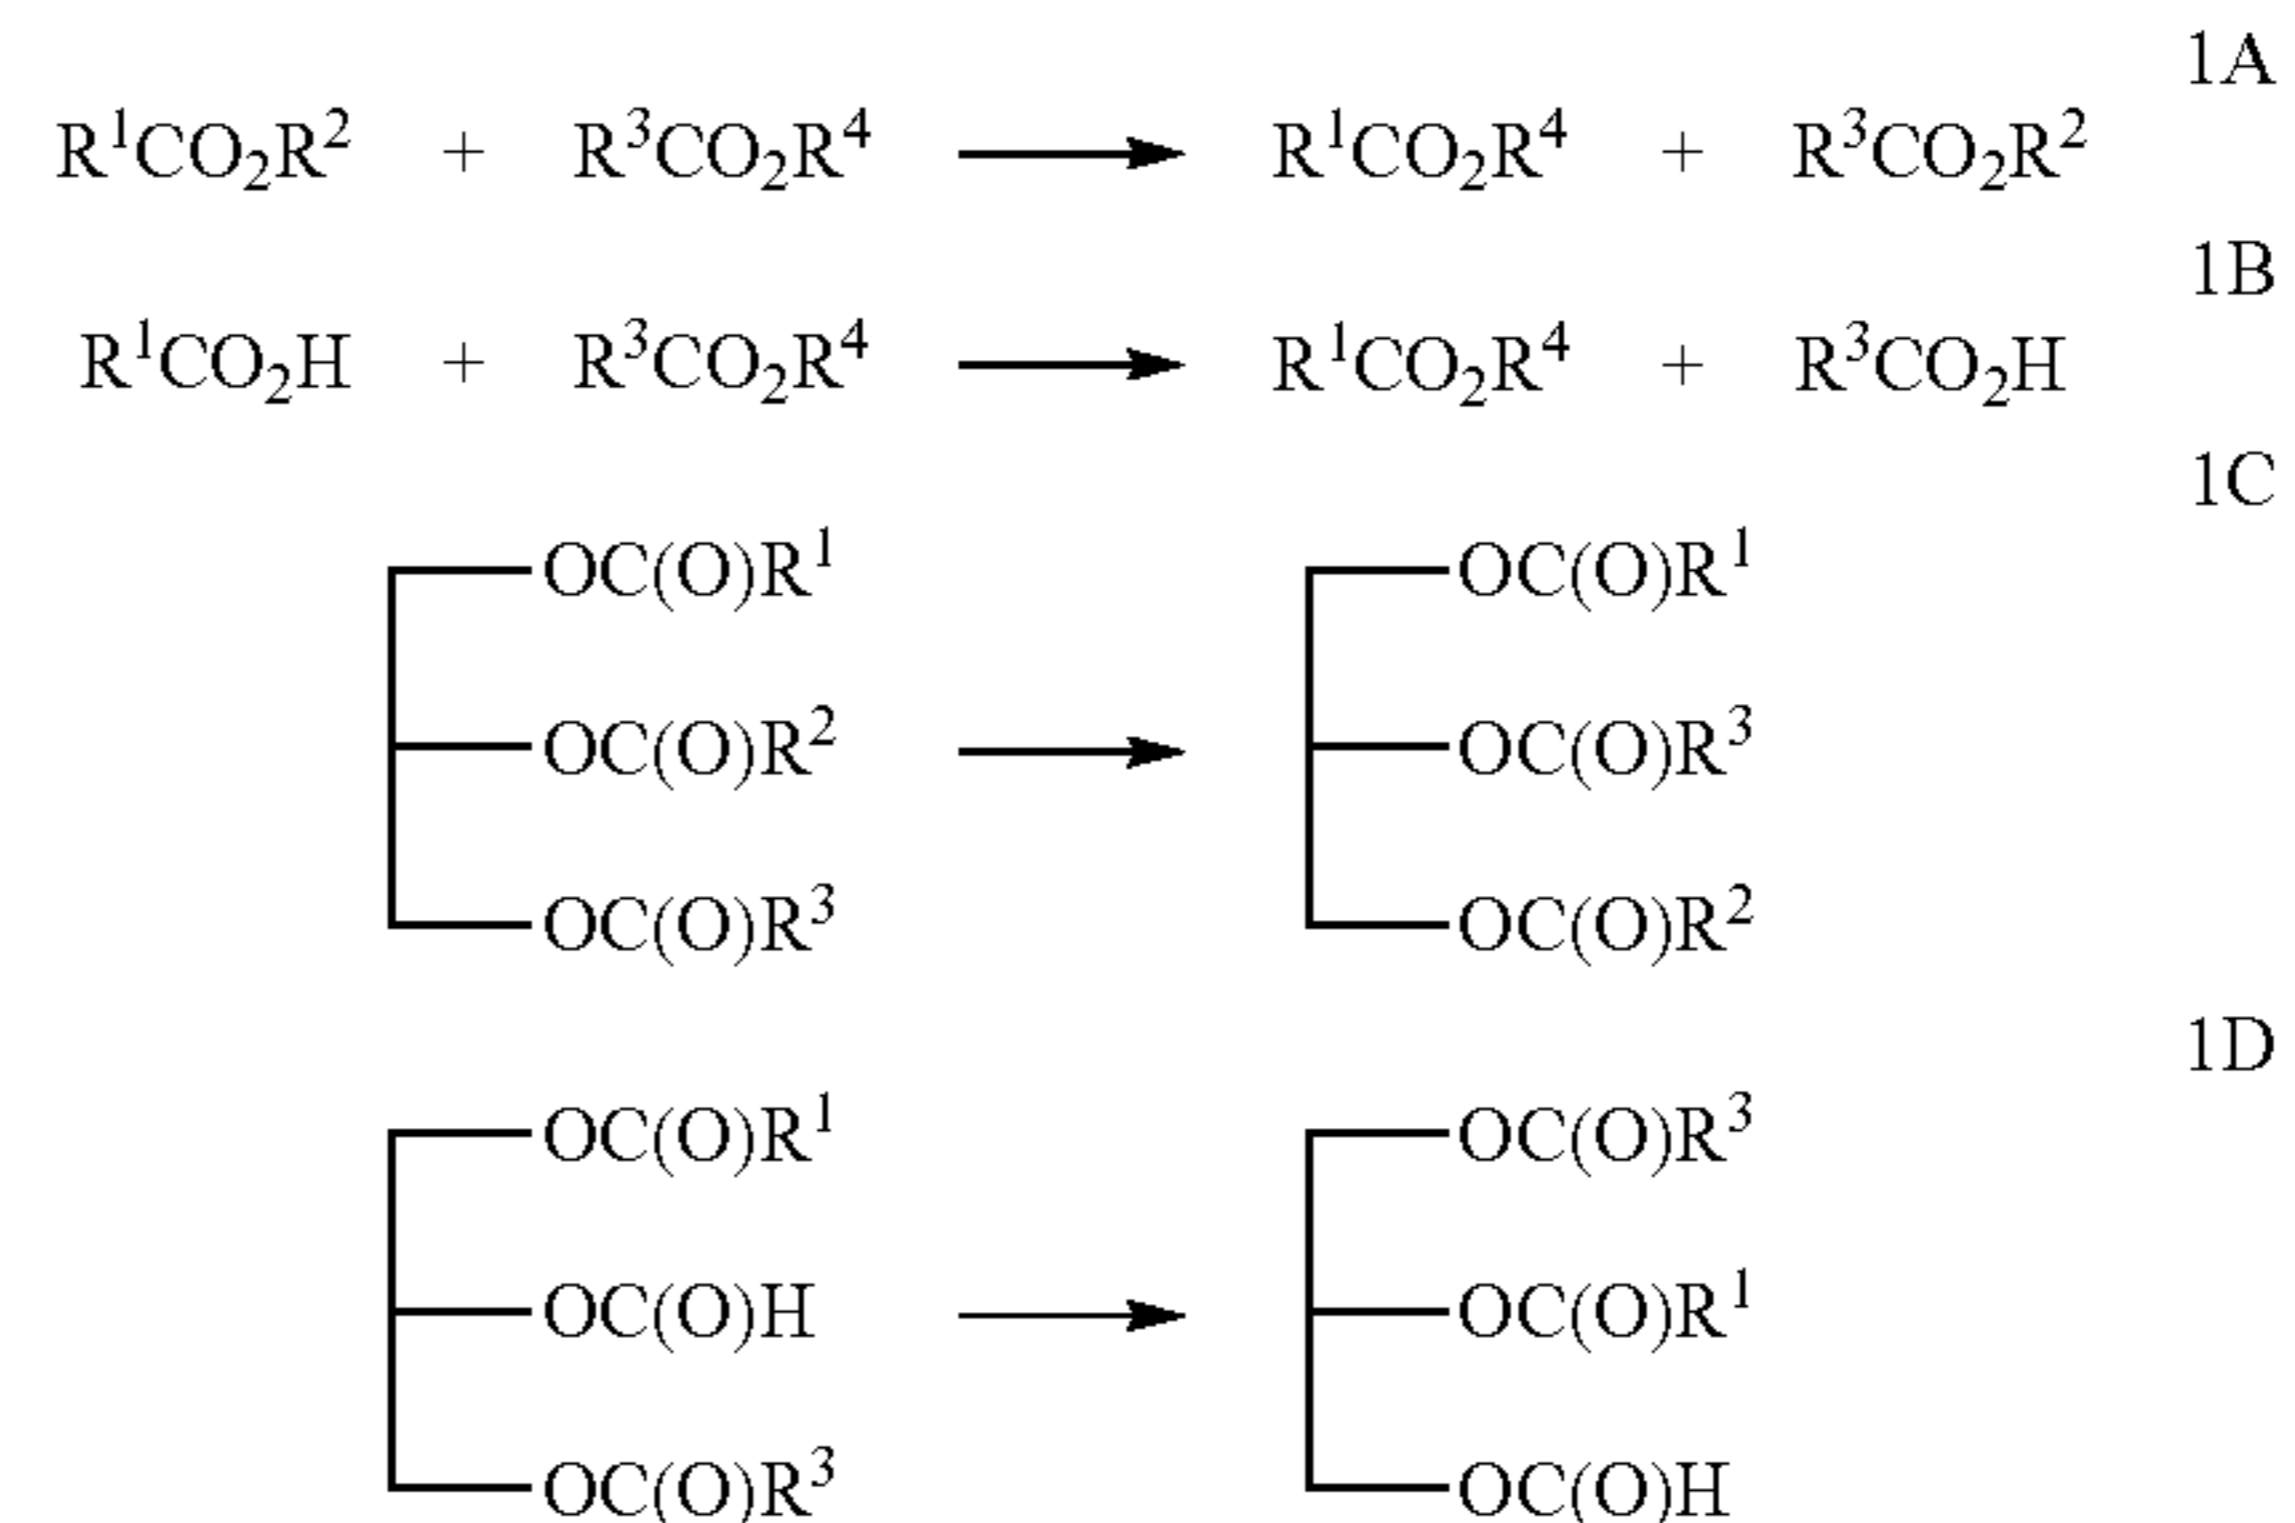 1A
R¹CO₂R² + R³CO₂R⁴ ⟶ R¹CO₂R⁴ + R³CO₂R²
1B
R¹CO₂H + R³CO₂R⁴ ⟶ R¹CO₂R⁴ + R³CO₂H
1C
OC(O)R¹ OC(O)R¹
OC(O)R² ⟶ OC(O)R³
OC(O)R³ OC(O)R²
1D
OC(O)R¹ OC(O)R³
OC(O)H ⟶ OC(O)R¹
OC(O)R³ OC(O)H